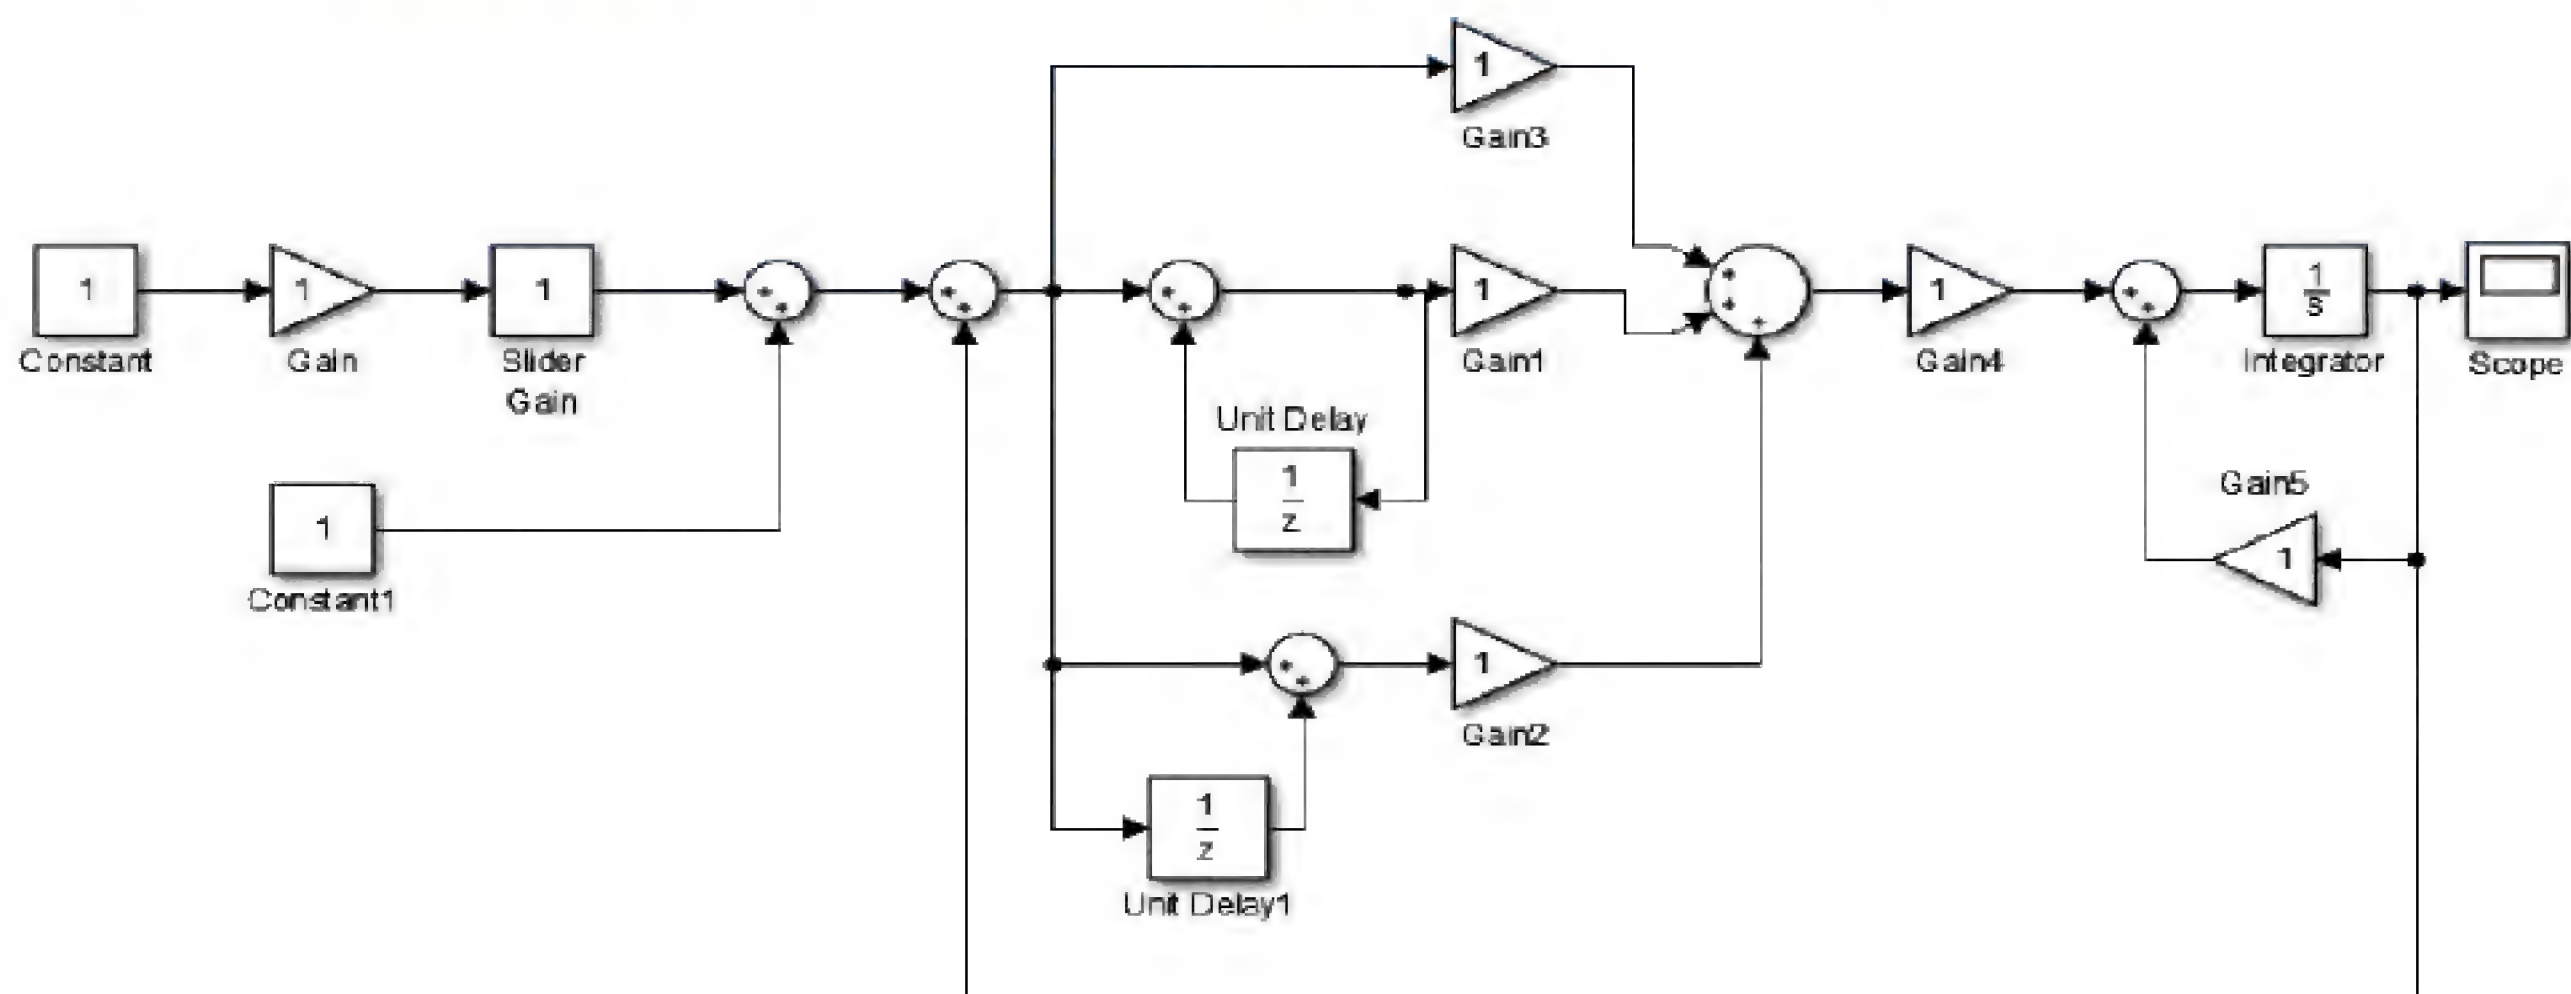 1
Gain3
1
Constant
1
Gain
1
Slider
Gain
+
+
+
+
+
+
1
Gain1
+
+
+
1
Gain4
+
+
1
s
Integrator
Scope
Unit Delay
1
z
1
Constant1
Gain5
1
+
+
1
Gain2
1
z
Unit Delay1